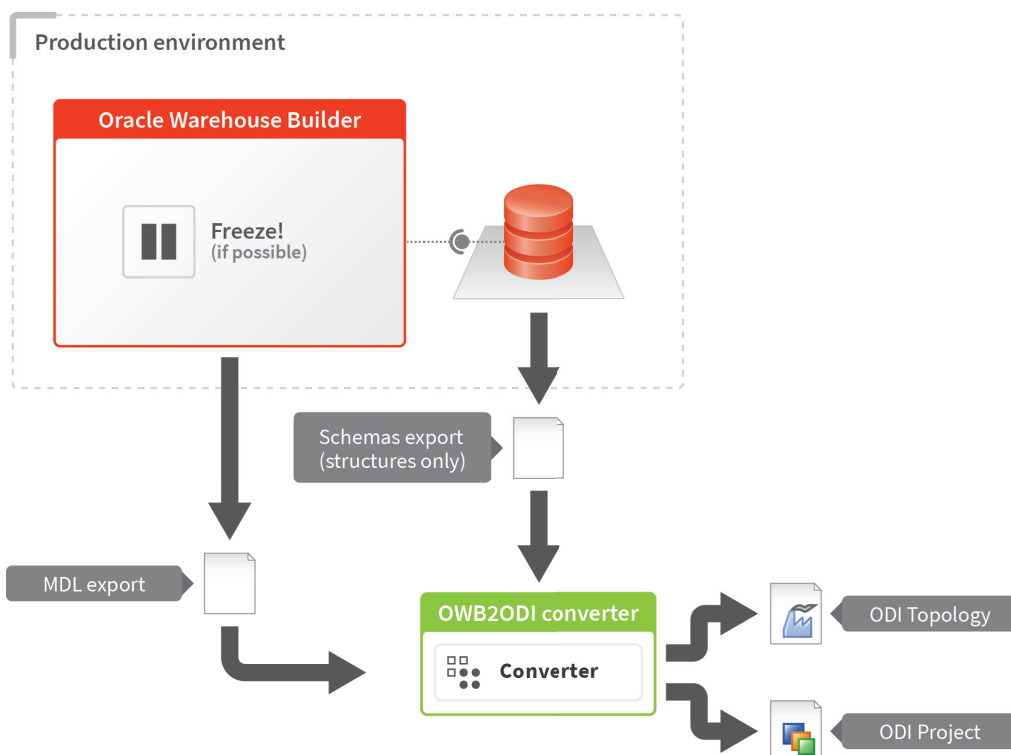 Production environment
Oracle Warehouse Builder
Freeze!
(if possible)
Schemas export
(structures only)
MDL export
OWB2ODI converter
Converter
ODI Topology
ODI Project